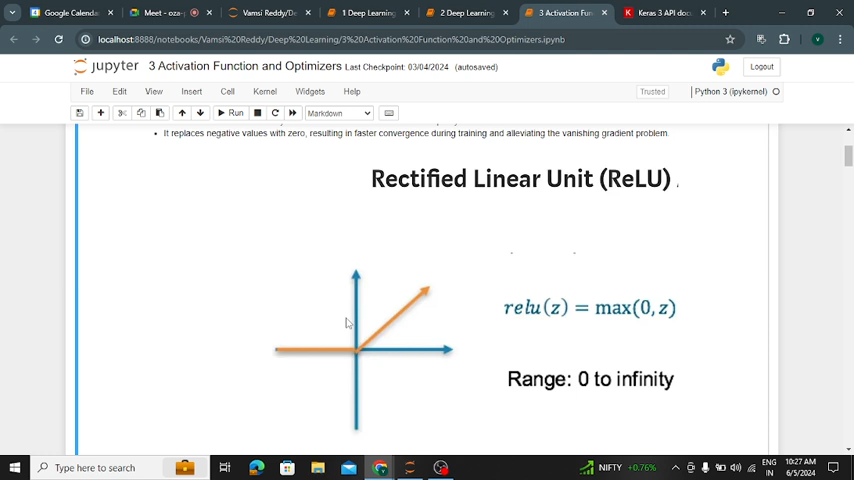 Google Calendar
Meet - oza-
Vamsi Reddy/De
1 Deep Learning
2 Deep Learning
3 Activation Fun
Keras 3 API doc
localhost:8888/notebooks/Vamsi%20Reddy/Deep%20Learning/3%20Activation%20Function%20and%20Optimizers.ipynb
jupyter 3 Activation Function and Optimizers Last Checkpoint: 03/04/2024 (autosaved)
Logout
File Edit View Insert Cell Kernel Widgets Help
Trusted
Python 3 (ipykernel)
Run
Markdown
It replaces negative values with zero, resulting in faster convergence during training and alleviating the vanishing gradient problem.
Rectified Linear Unit (ReLU)
relu(z) = max(0, z)
Range: 0 to infinity
Type here to search
NIFTY +0.76%
ENG
IN
10:27 AM
6/5/2024